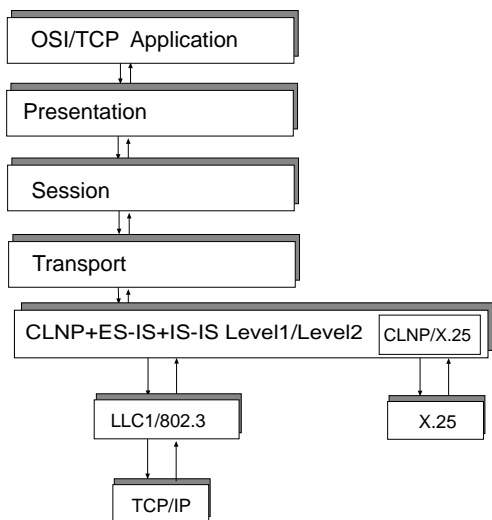 OSI/TCP Application
Presentation
Session
Transport
CLNP+ES-IS+IS-IS Level1/Level2
CLNP/X.25
LLC1/802.3
X.25
TCP/IP